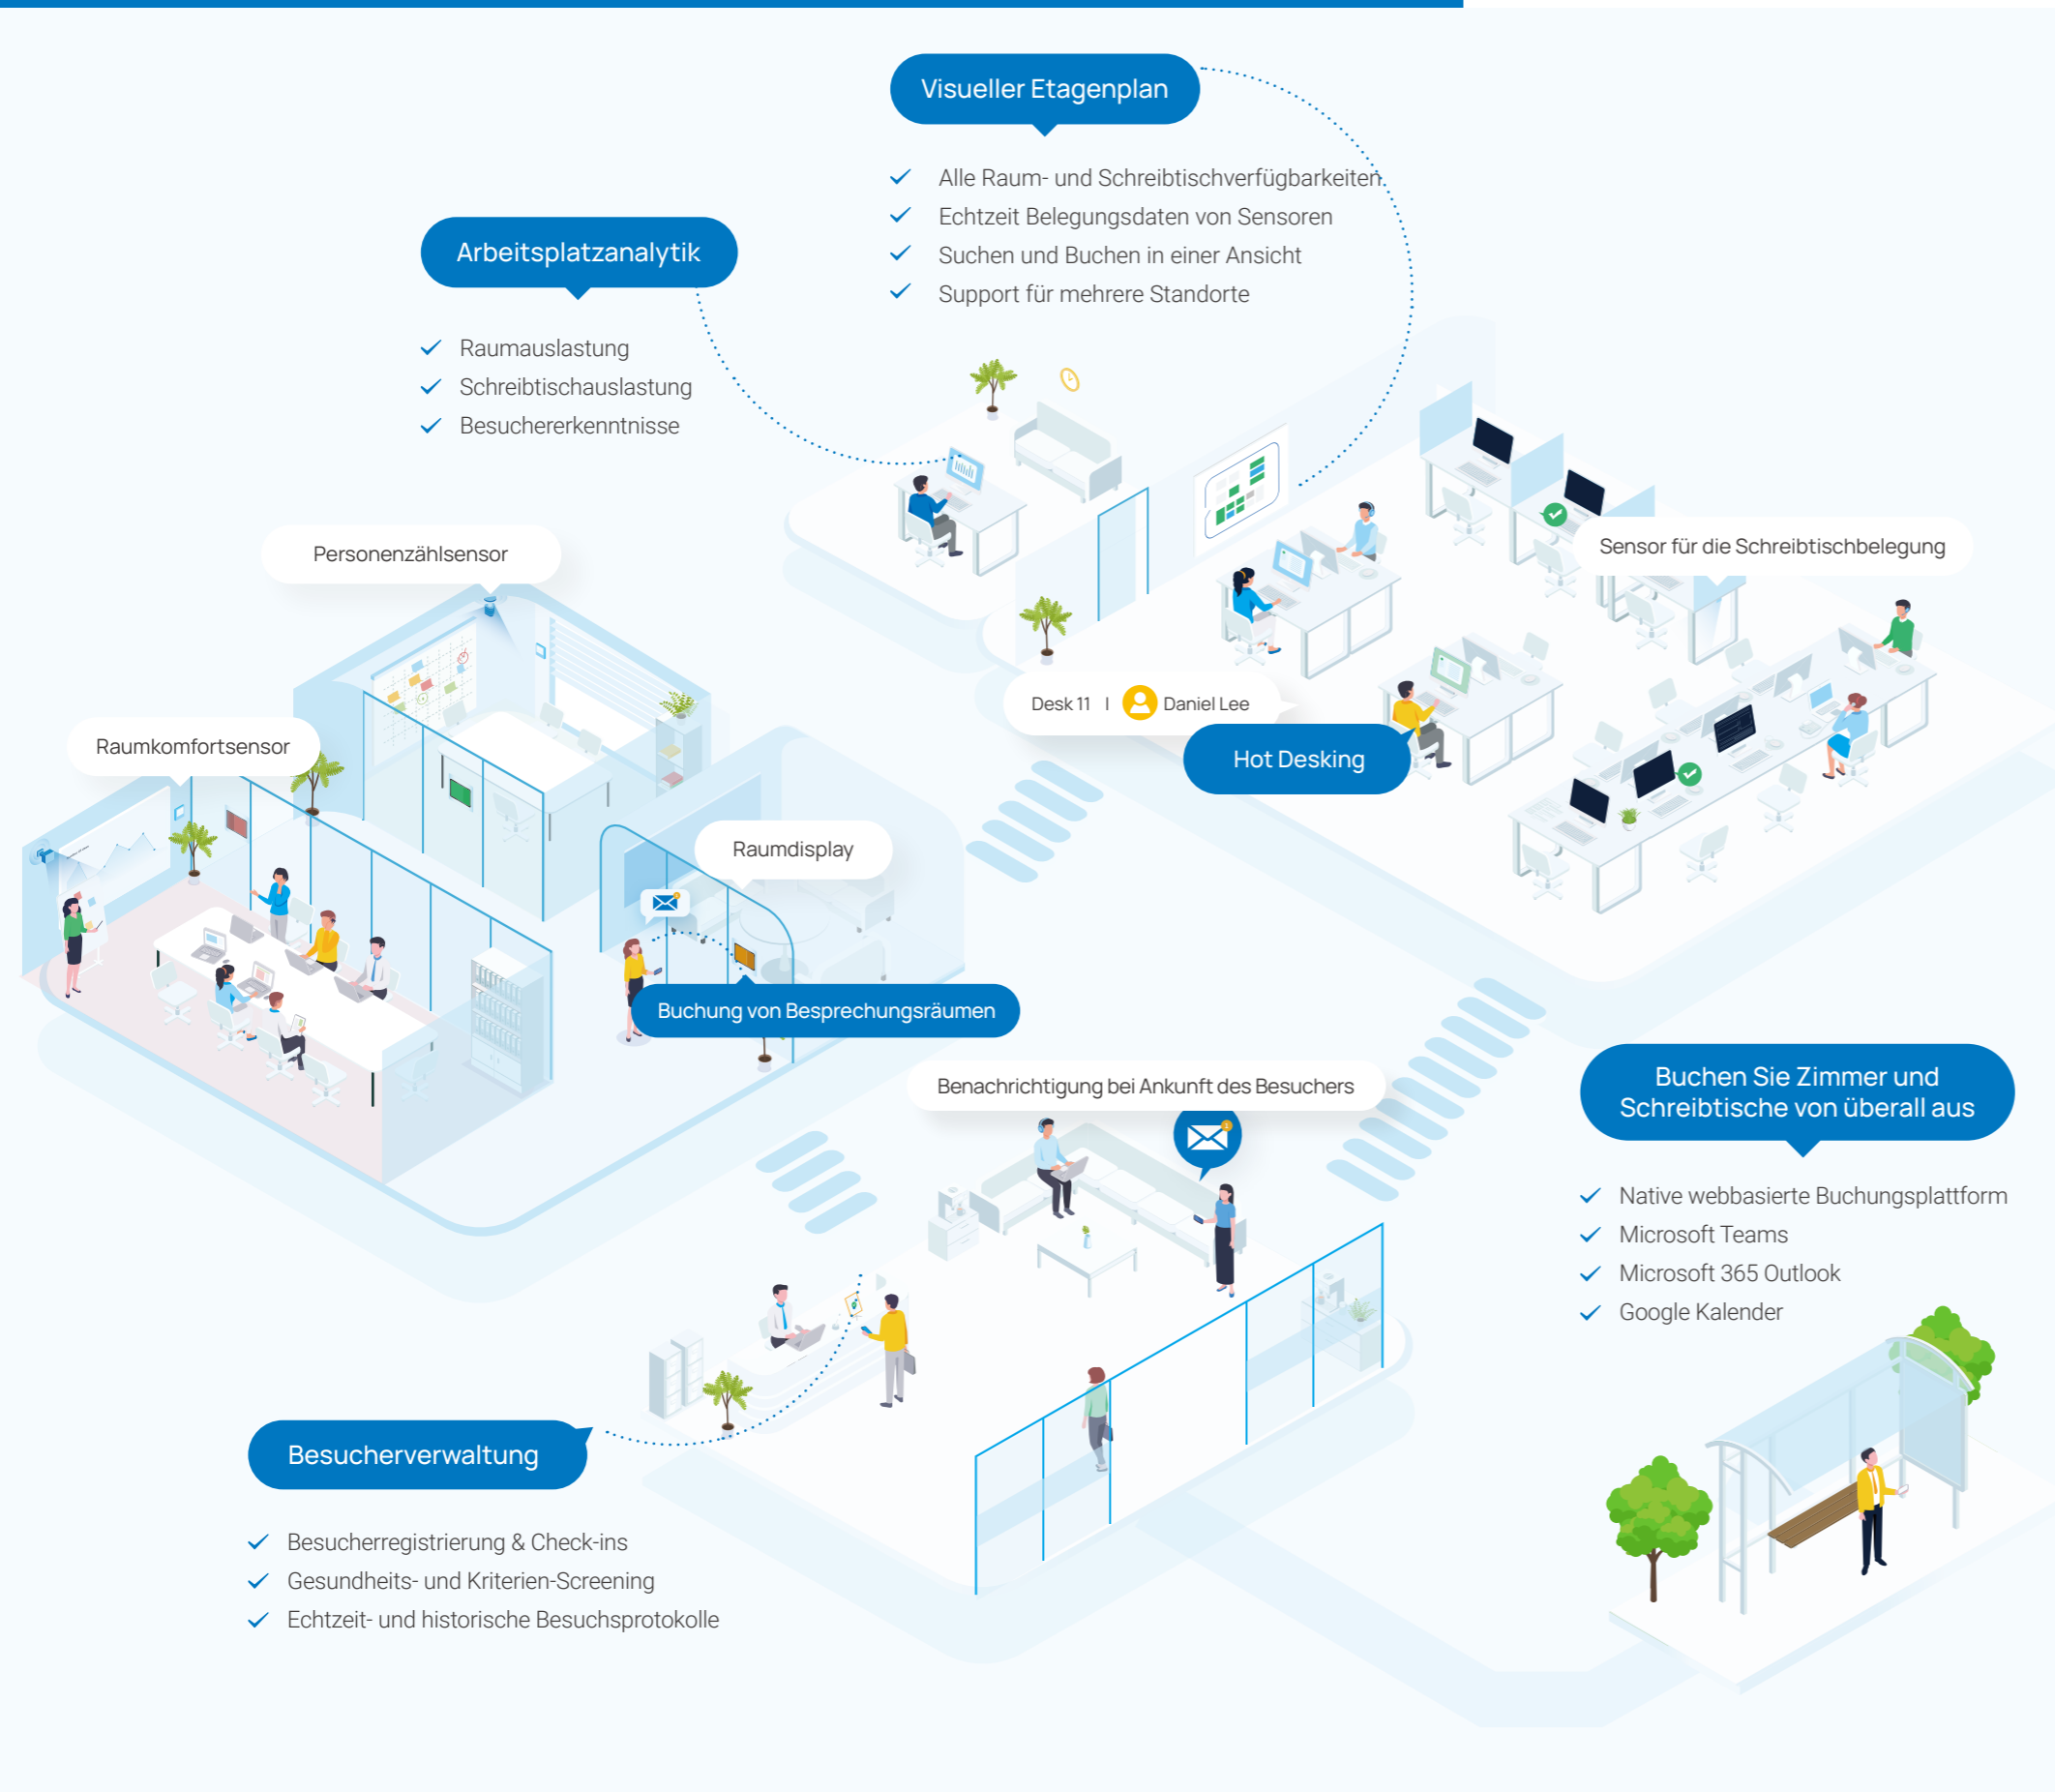 Visueller Etagenplan
Alle Raum- und Schreibtischverfügbarkeiten
Echtzeit Belegungsdaten von Sensoren
Suchen und Buchen in einer Ansicht
Support für mehrere Standorte
Arbeitsplatzanalytik
Raumauslastung
Schreibtischauslastung
Besuchererkenntnisse
Personenzählsensor
Sensor für die Schreibtischbelegung
Raumkomfortsensor
Desk 11 | Daniel Lee
Hot Desking
Raumdisplay
Buchung von Besprechungsräumen
Benachrichtigung bei Ankunft des Besuchers
Buchen Sie Zimmer und
Schreibtische von überall aus
Native webbasierte Buchungsplattform
Microsoft Teams
Microsoft 365 Outlook
Google Kalender
Besucherverwaltung
Besucherregistrierung & Check-ins
Gesundheits- und Kriterien-Screening
Echtzeit- und historische Besuchsprotokolle